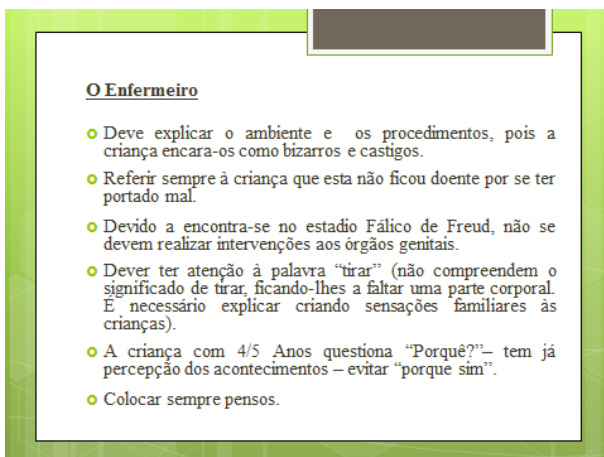 O Enfermeiro
Deve explicar o ambiente e os procedimentos, pois a
criança encara-os como bizarros e castigos.
Referir sempre à criança que esta não ficou doente por se ter
portado mal.
Devido a encontra-se no estadio Fálico de Freud, não se
devem realizar intervenções aos órgãos genitais.
Dever ter atenção à palavra “tirar” (não compreendem o
significado de tirar, ficando-lhes a faltar uma parte corporal.
É necessário explicar criando sensações familiares às
crianças).
A criança com 4/5 Anos questiona “Porquê?”– tem já
percepção dos acontecimentos – evitar “porque sim”.
Colocar sempre pensos.